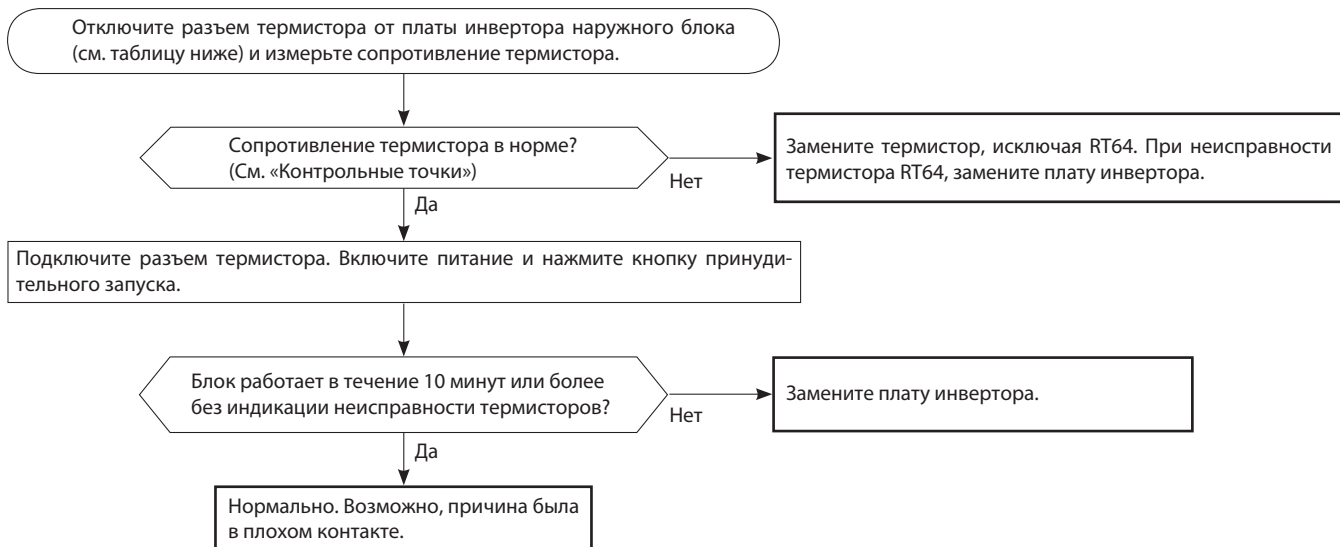 Отключите разъем термистора от платы инвертора наружного блока
(см. таблицу ниже) и измерьте сопротивление термистора.
Сопротивление термистора в норме?
(См. «Контрольные точки»)
Нет
Замените термистор, исключая RT64. При неисправности
термистора RT64, замените плату инвертора.
Да
Подключите разъем термистора. Включите питание и нажмите кнопку принуди-
тельного запуска.
Блок работает в течение 10 минут или более
без индикации неисправности термисторов?
Нет
Замените плату инвертора.
Да
Нормально. Возможно, причина была
в плохом контакте.